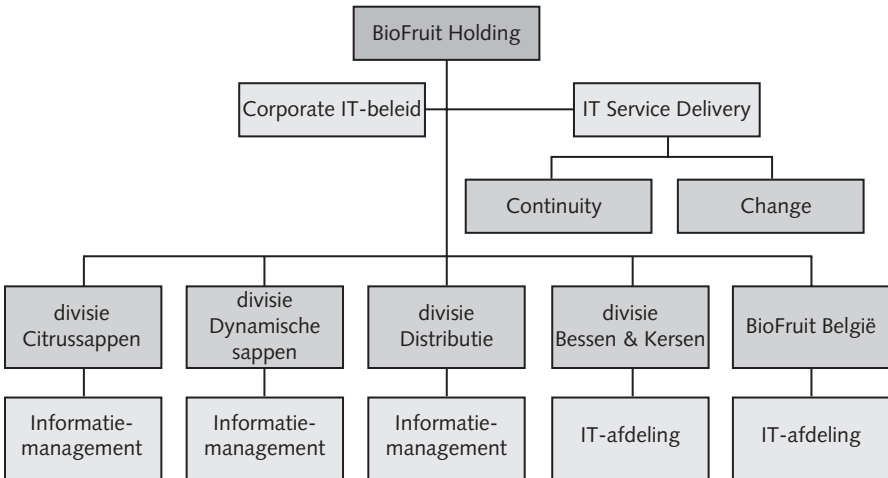 BioFruit Holding
Corporate IT-beleid
IT Service Delivery
Continuity
Change
divisie
Citrussappen
divisie
Dynamische
sappen
divisie
Distributie
divisie
Bessen & Kersen
BioFruit België
Informatie-
management
Informatie-
management
Informatie-
management
IT-afdeling
IT-afdeling